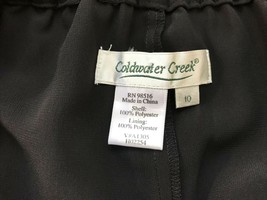 Coldwater Creek®
10
RN 98516
Made in China
Shell:
100% Polyester
Lining:
100% Polyester